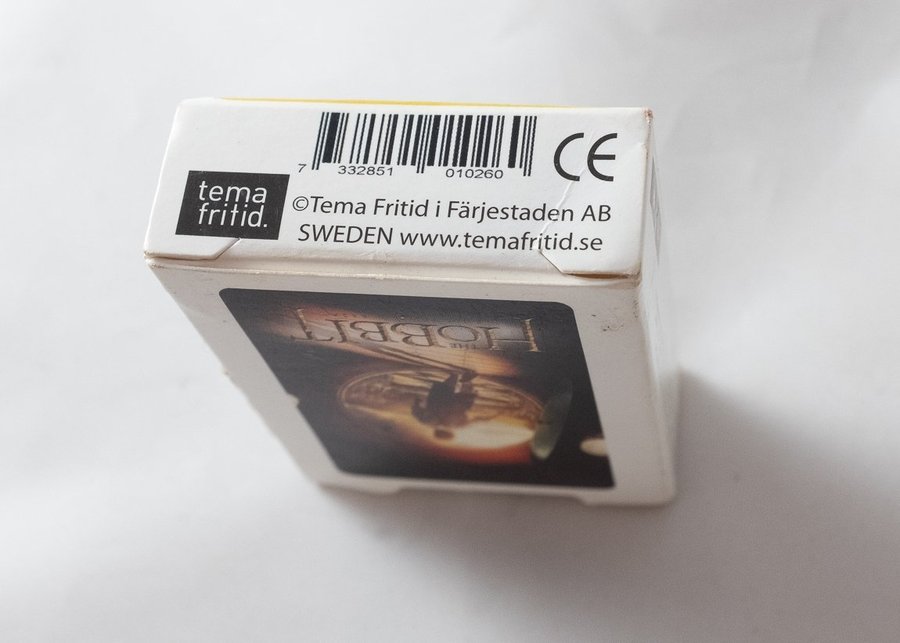 7 332851 010260
CE
tema
fritid.
©Tema Fritid i Färjestaden AB
SWEDEN www.temafritid.se
THE
HOBBIT